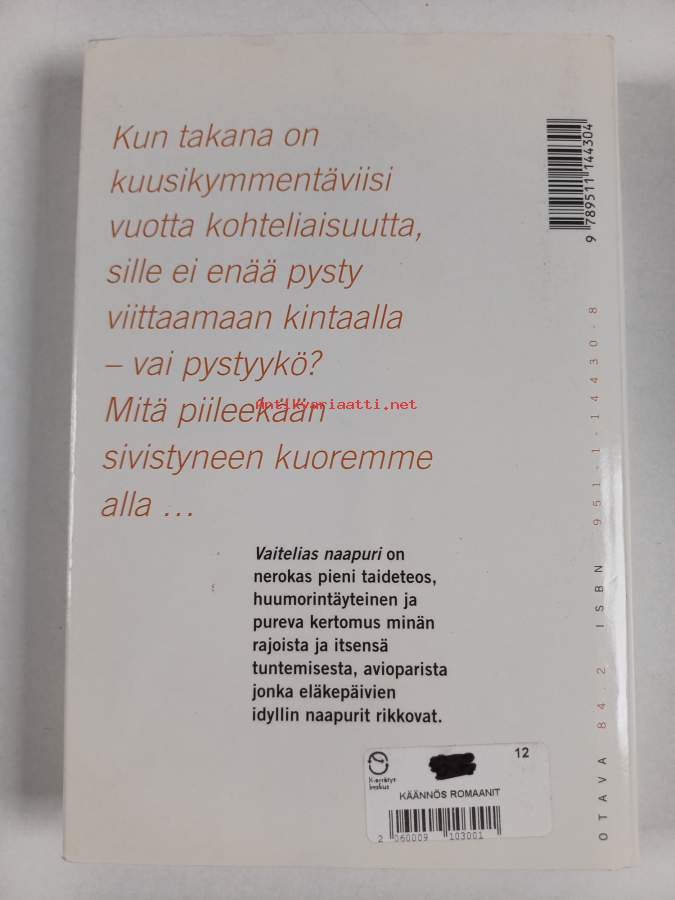 Kun takana on
kuusikymmentäviisi
vuotta kohteliaisuutta,
sille ei enää pysty
viittaamaan kintaalla
– vai pystyykö?
Mitä piileekään
sivistyneen kuoremme
alla ...
Antikvariaatti.net
Vaitelias naapuri on
nerokas pieni taideteos,
huumorintäyteinen ja
pureva kertomus minän
rajoista ja itsensä
tuntemisesta, avioparista
jonka eläkepäivien
idyllin naapurit rikkovat.
9 789511 144304
OTAVA 84.2 ISBN 951-1-14430-8
12
Kierrätys
keskus
KÄÄNNÖS ROMAANIT
2 060009 103001